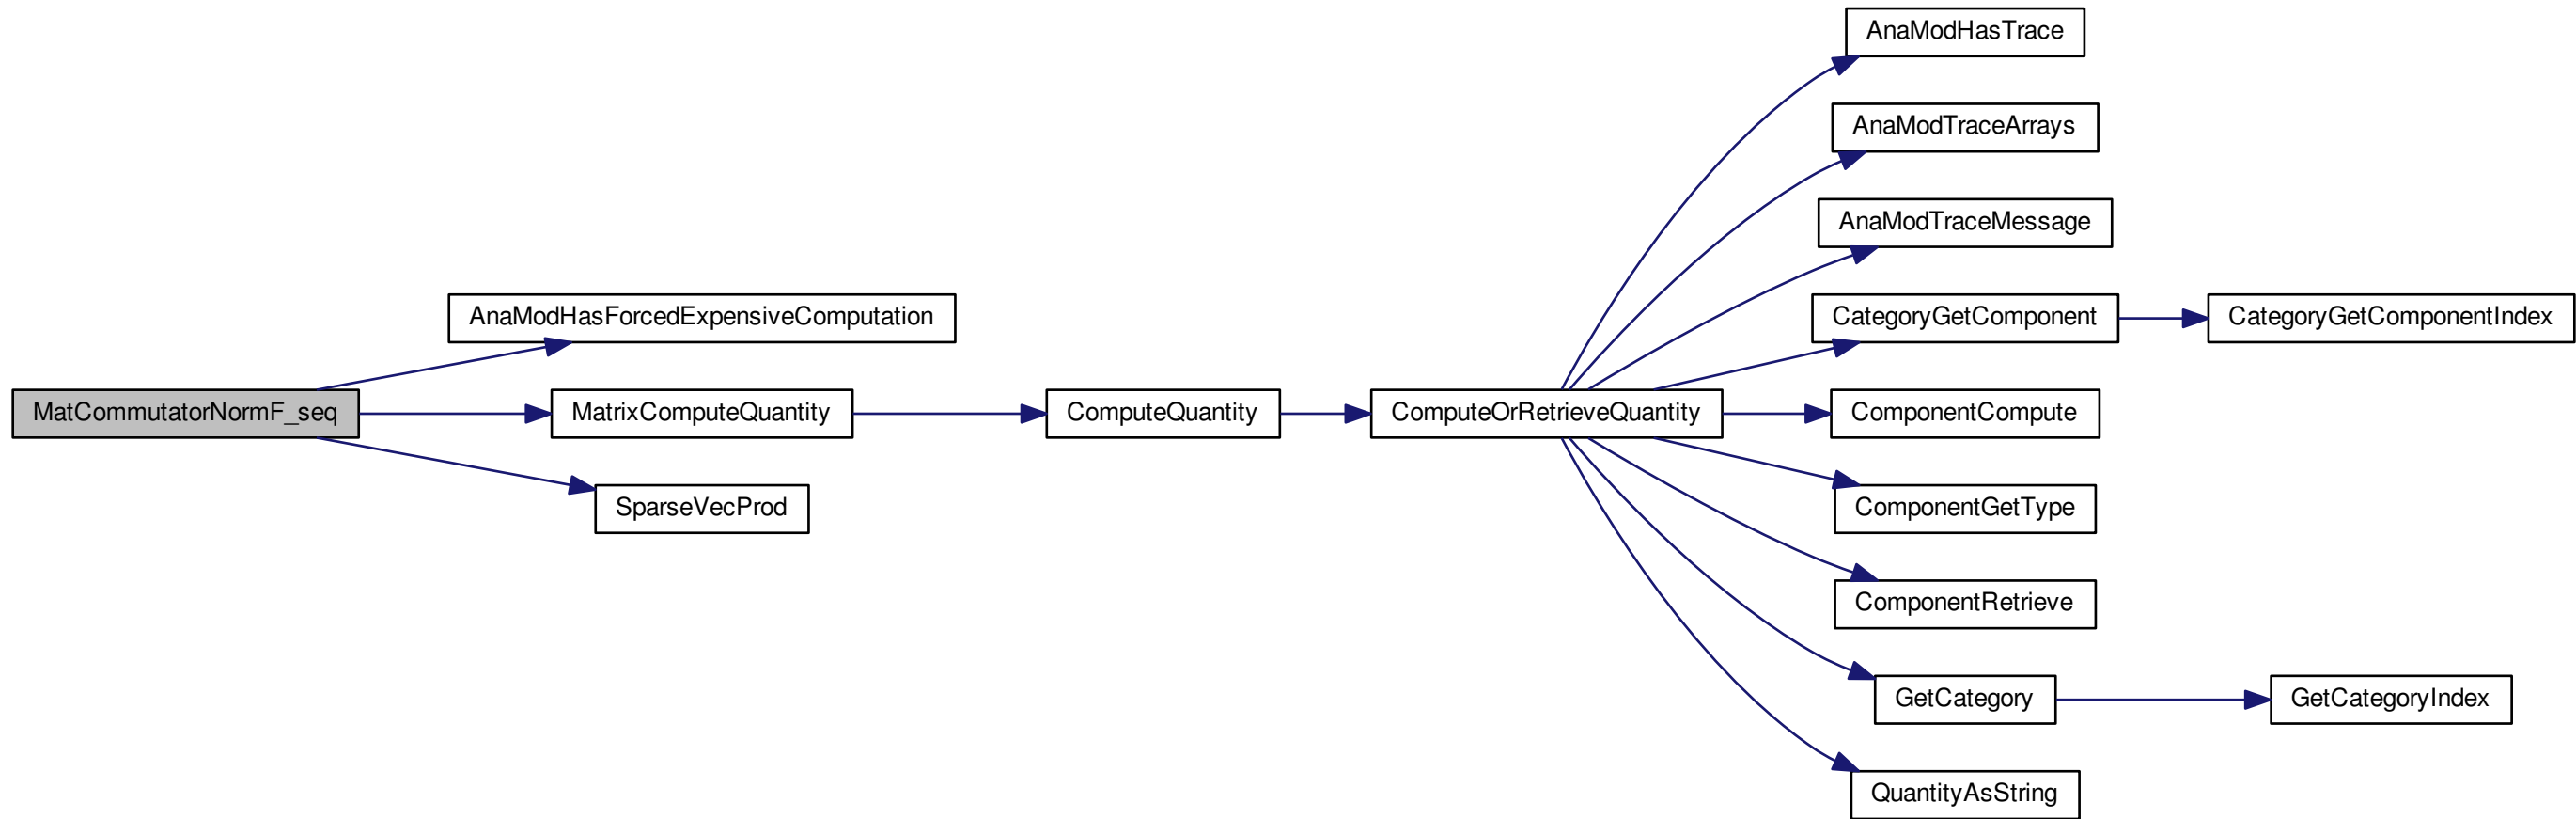 AnaModHasTrace
AnaModTraceArrays
AnaModTraceMessage
AnaModHasForcedExpensiveComputation
CategoryGetComponent
CategoryGetComponentIndex
MatCommutatorNormF_seq
MatrixComputeQuantity
ComputeQuantity
ComputeOrRetrieveQuantity
ComponentCompute
SparseVecProd
ComponentGetType
ComponentRetrieve
GetCategory
GetCategoryIndex
QuantityAsString